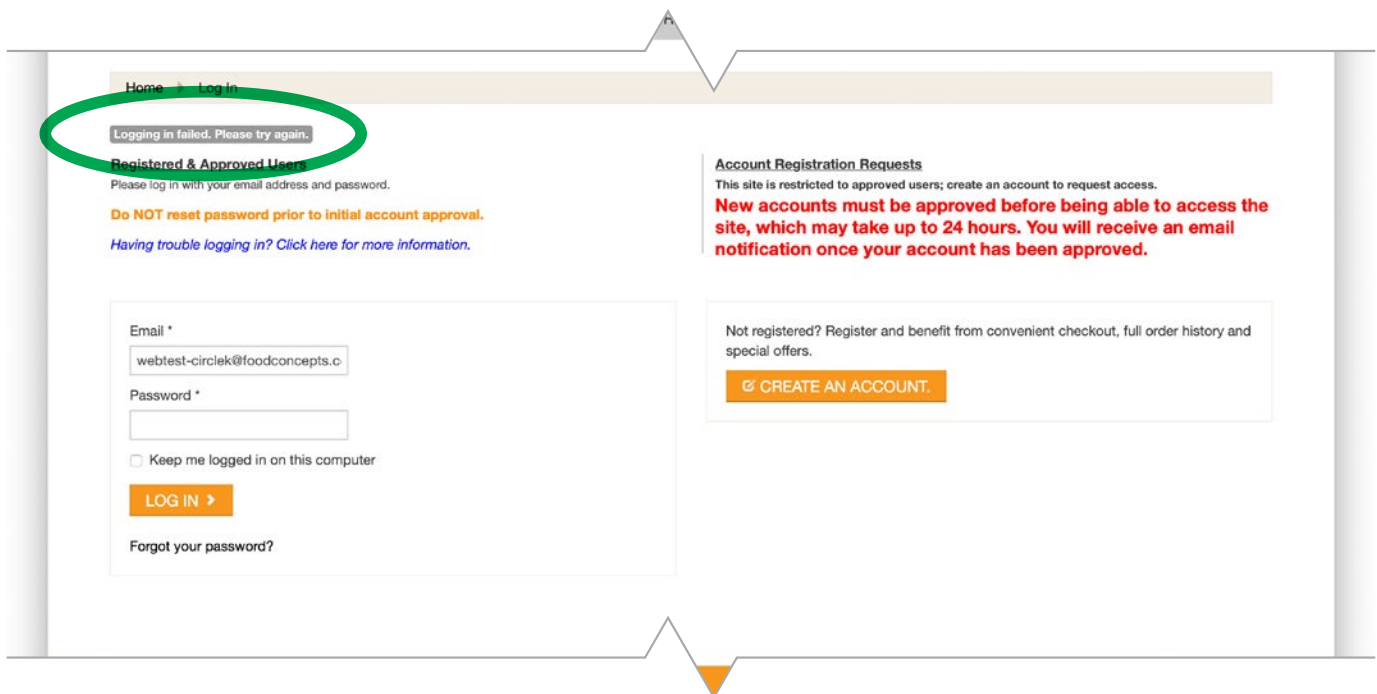 Home Log In
Logging in failed. Please try again.
Registered & Approved Users
Please log in with your email address and password.
Do NOT reset password prior to initial account approval.
Having trouble logging in? Click here for more information.
Account Registration Requests
This site is restricted to approved users; create an account to request access.
New accounts must be approved before being able to access the
site, which may take up to 24 hours. You will receive an email
notification once your account has been approved.
Email *
webtest-circlek@foodconcepts.c
Password *
Keep me logged in on this computer
LOG IN
Forgot your password?
Not registered? Register and benefit from convenient checkout, full order history and
special offers.
CREATE AN ACCOUNT.